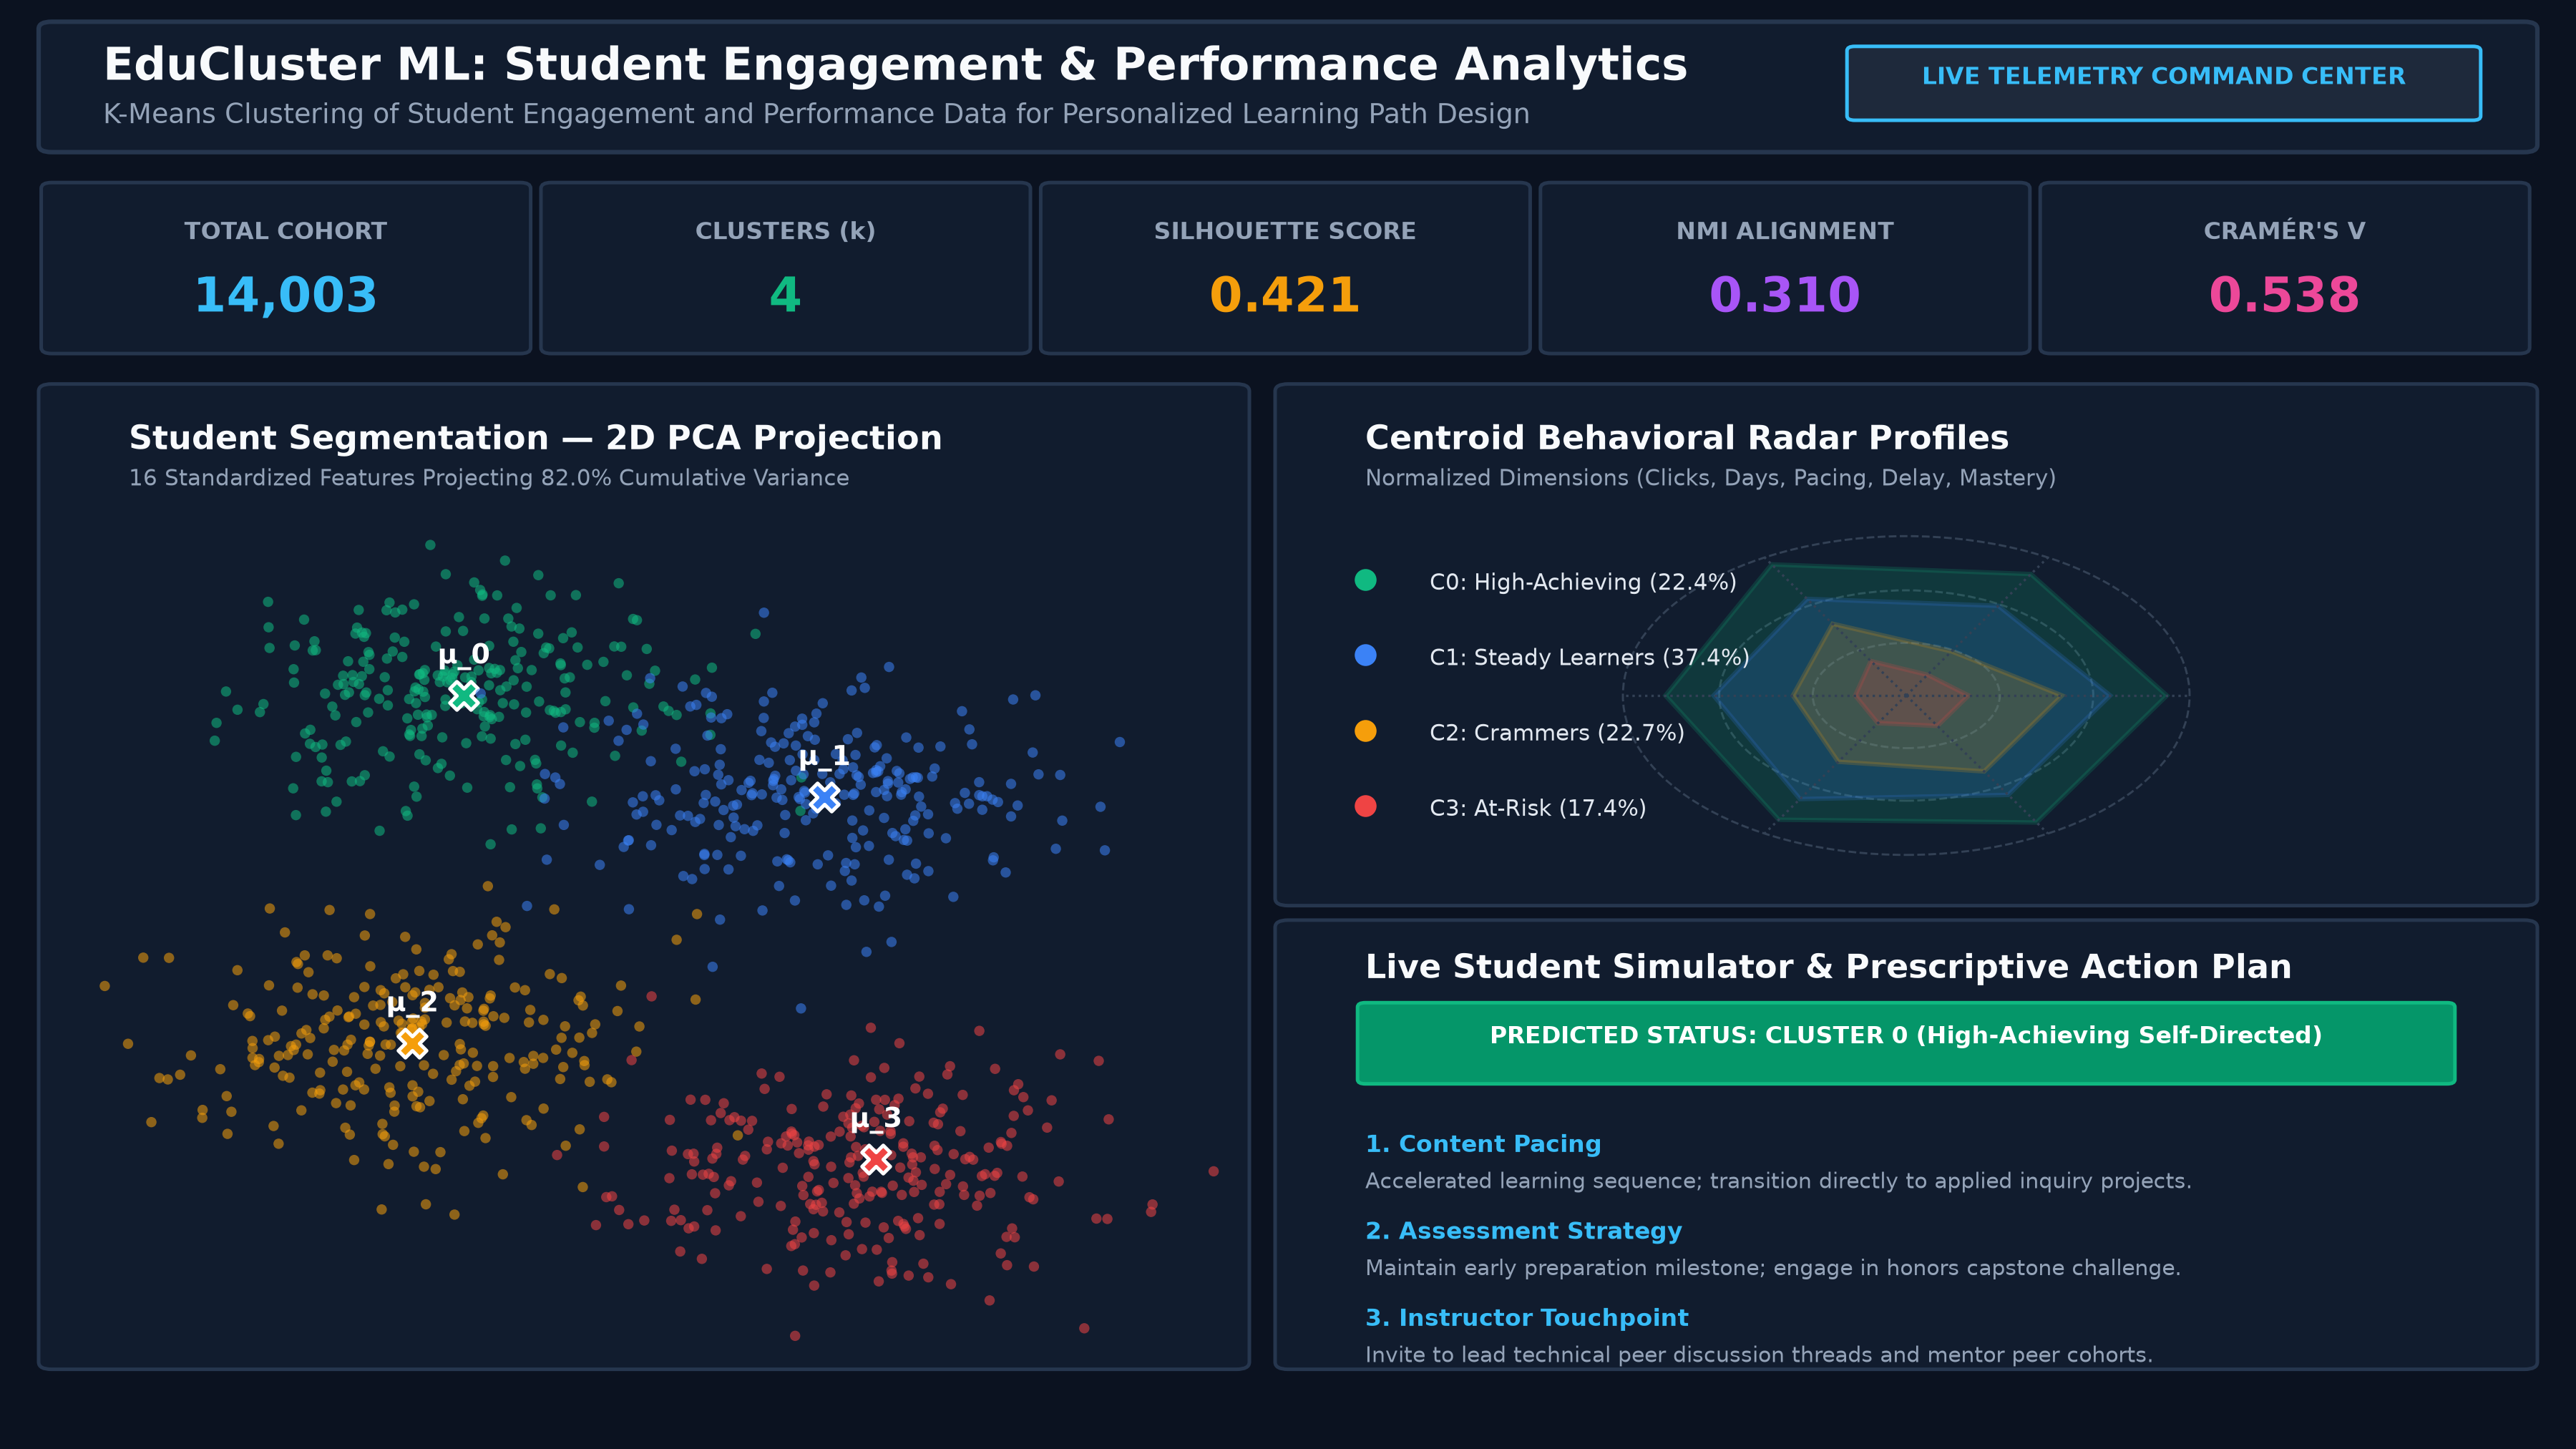 EduCluster ML: Student Engagement & Performance Analytics
K-Means Clustering of Student Engagement and Performance Data for Personalized Learning Path Design
LIVE TELEMETRY COMMAND CENTER
TOTAL COHORT
14,003
CLUSTERS (k)
4
SILHOUETTE SCORE
0.421
NMI ALIGNMENT
0.310
CRAMÉR'S V
0.538
Student Segmentation — 2D PCA Projection
16 Standardized Features Projecting 82.0% Cumulative Variance
μ_0
μ_1
μ_2
μ_3
Centroid Behavioral Radar Profiles
Normalized Dimensions (Clicks, Days, Pacing, Delay, Mastery)
C0: High-Achieving (22.4%)
C1: Steady Learners (37.4%)
C2: Crammers (22.7%)
C3: At-Risk (17.4%)
Live Student Simulator & Prescriptive Action Plan
PREDICTED STATUS: CLUSTER 0 (High-Achieving Self-Directed)
1. Content Pacing
Accelerated learning sequence; transition directly to applied inquiry projects.
2. Assessment Strategy
Maintain early preparation milestone; engage in honors capstone challenge.
3. Instructor Touchpoint
Invite to lead technical peer discussion threads and mentor peer cohorts.